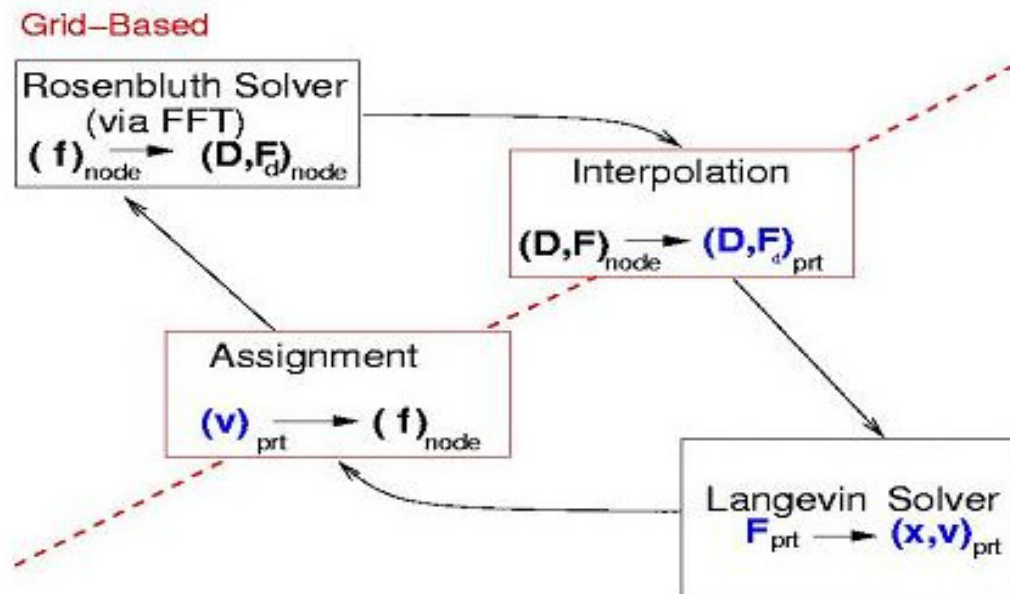 Grid-Based
Rosenbluth Solver
(via FFT)
(f)node → (D,Fd)node
Interpolation
(D,F)node → (D,Fd)prt
Assignment
(v)prt → (f)node
Langevin Solver
Fprt → (x,v)prt